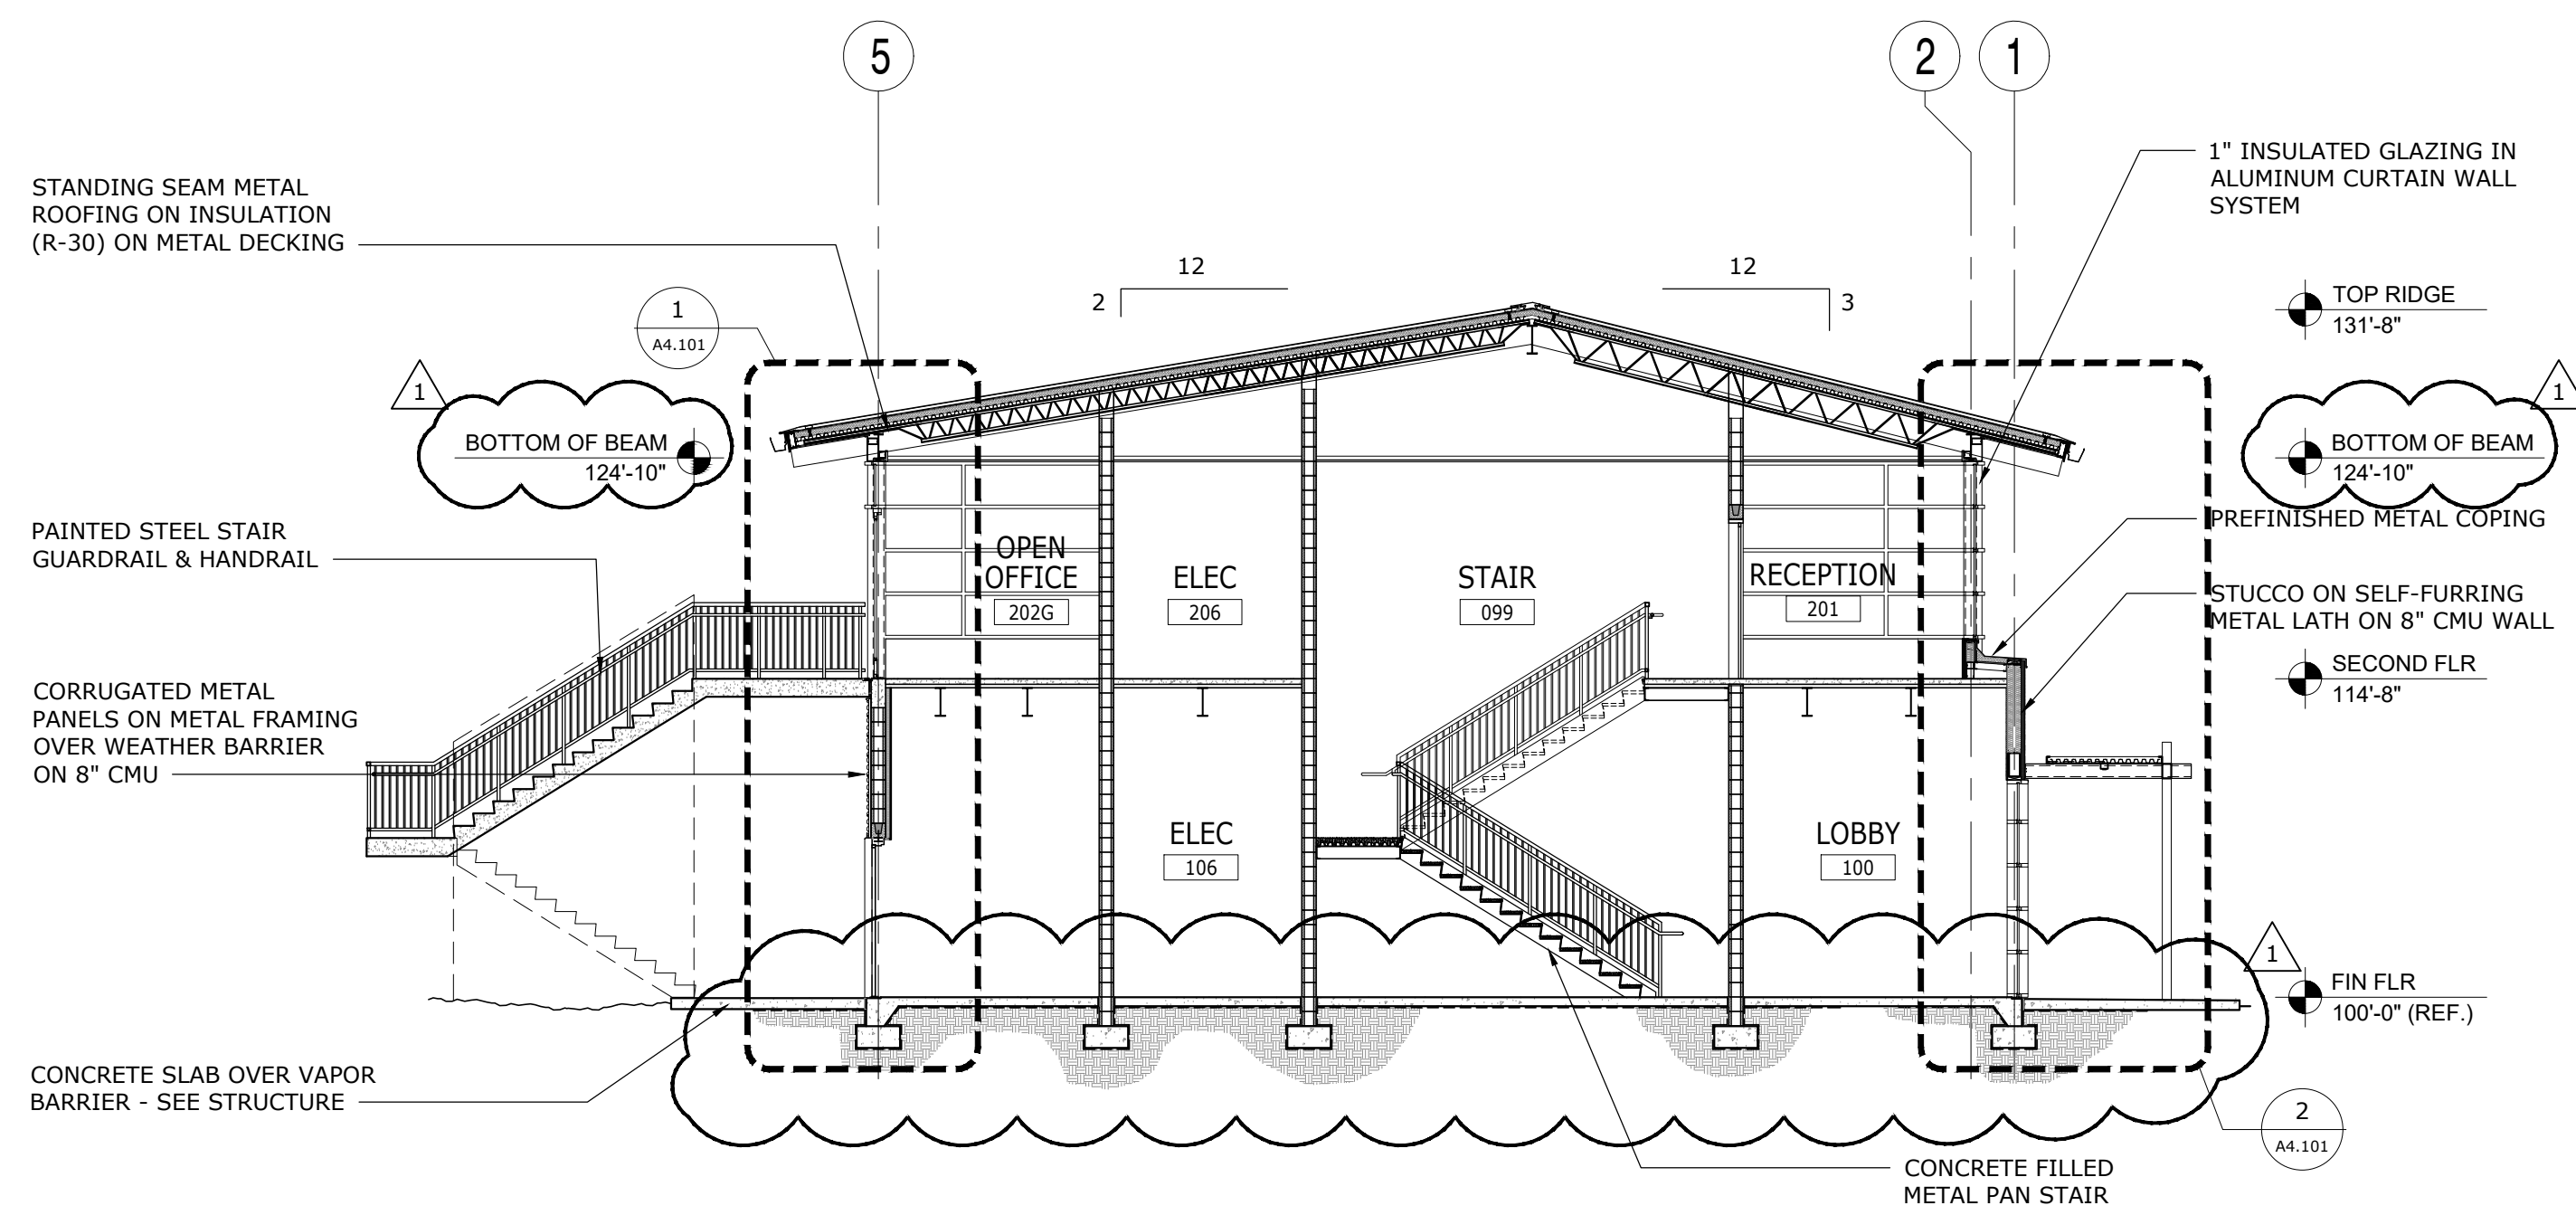 5
2
1
STANDING SEAM METAL
ROOFING ON INSULATION
(R-30) ON METAL DECKING
1" INSULATED GLAZING IN
ALUMINUM CURTAIN WALL
SYSTEM
12
2
12
3
1
A4.101
TOP RIDGE
131'-8"
1
BOTTOM OF BEAM
124'-10"
1
BOTTOM OF BEAM
124'-10"
PAINTED STEEL STAIR
GUARDRAIL & HANDRAIL
PREFINISHED METAL COPING
OPEN
OFFICE
202G
ELEC
206
STAIR
099
RECEPTION
201
STUCCO ON SELF-FURRING
METAL LATH ON 8" CMU WALL
SECOND FLR
114'-8"
CORRUGATED METAL
PANELS ON METAL FRAMING
OVER WEATHER BARRIER
ON 8" CMU
ELEC
106
LOBBY
100
1
FIN FLR
100'-0" (REF.)
CONCRETE SLAB OVER VAPOR
BARRIER - SEE STRUCTURE
2
A4.101
CONCRETE FILLED
METAL PAN STAIR